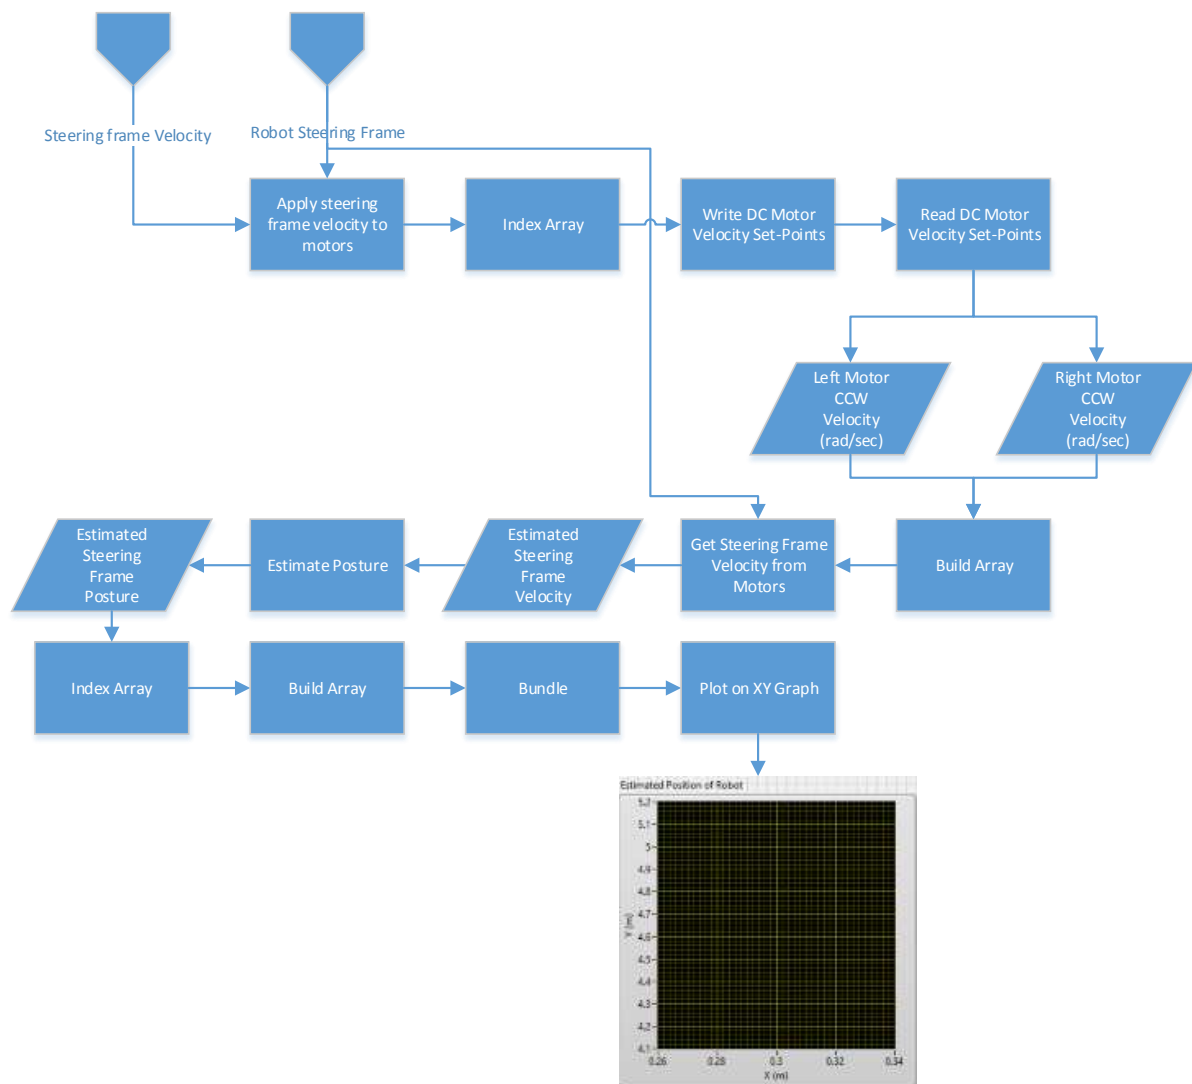 Steering frame Velocity
Robot Steering Frame
Apply steering
frame velocity to
motors
Index Array
Write DC Motor
Velocity Set-Points
Read DC Motor
Velocity Set-Points
Left Motor
CCW
Velocity
(rad/sec)
Right Motor
CCW
Velocity
(rad/sec)
Estimated
Steering
Frame
Posture
Estimate Posture
Estimated
Steering
Frame
Velocity
Get Steering Frame
Velocity from
Motors
Build Array
Index Array
Build Array
Bundle
Plot on XY Graph
Estimated Position of Robot
5.2
5.1
5
4.9
4.8
4.7
4.6
4.5
4.4
4.3
4.2
4.1
Y (m)
0.26
0.28
0.3
0.32
0.34
X (m)